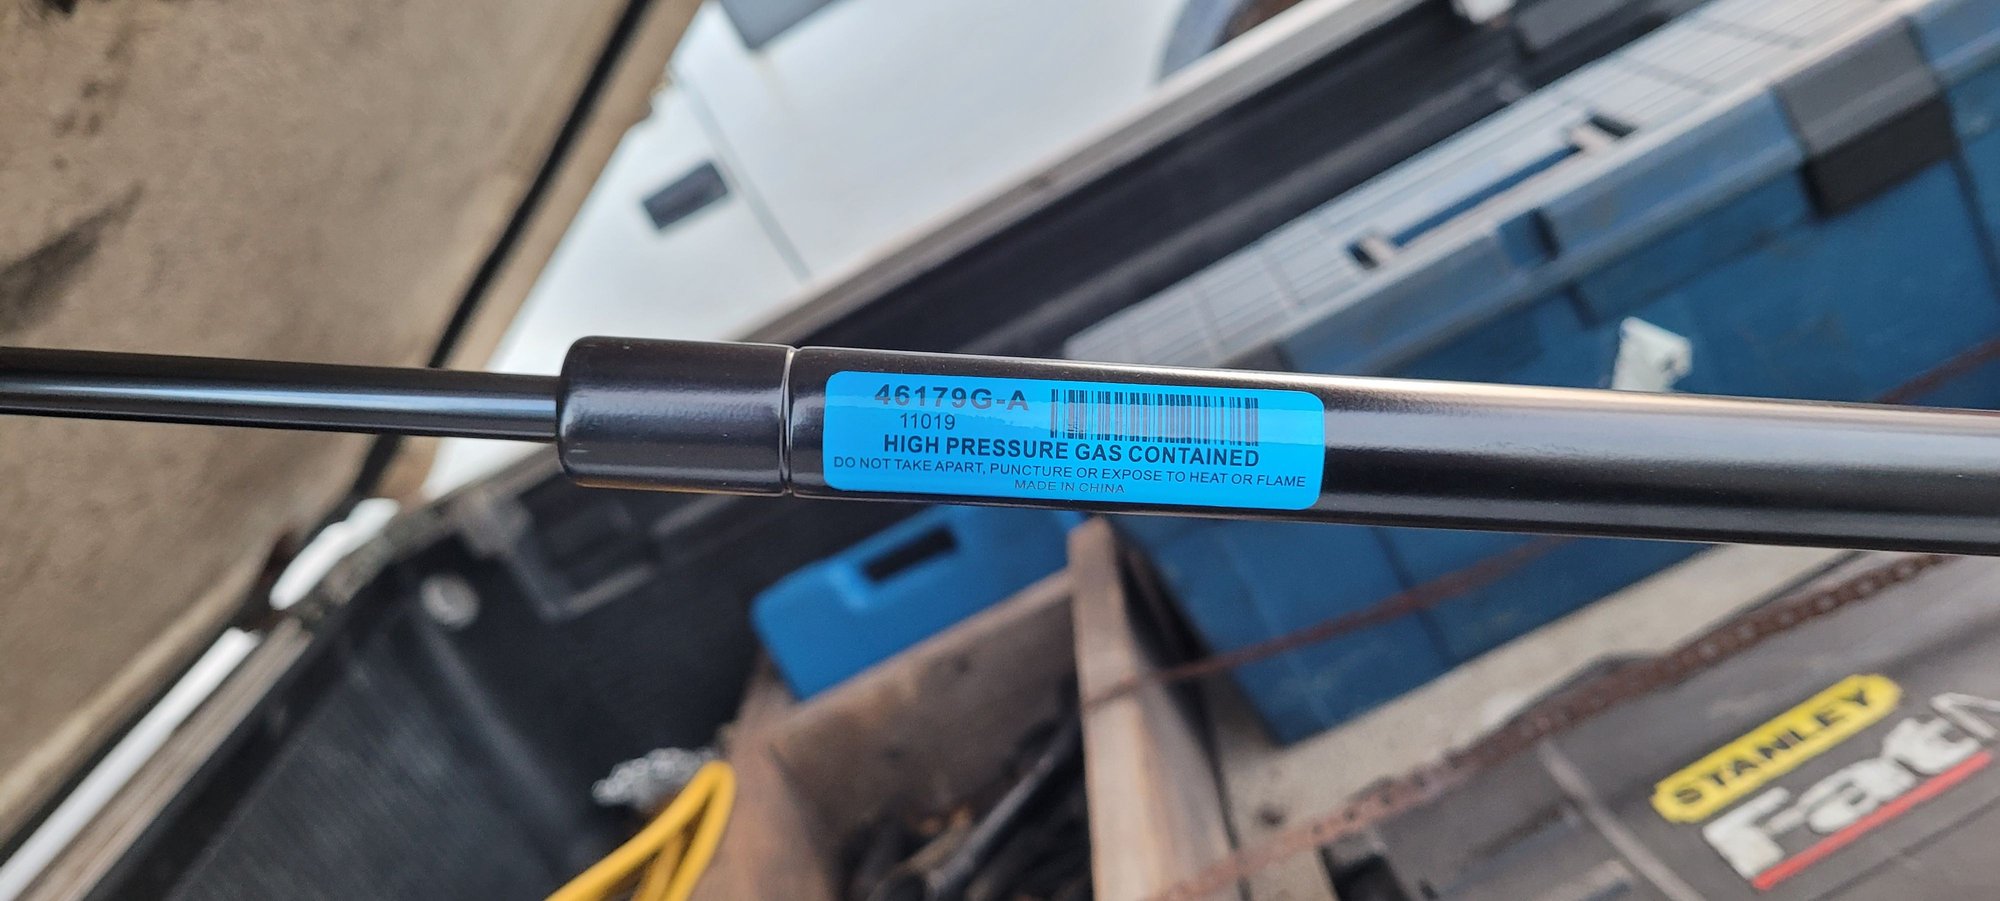 46179G-A
11019
HIGH PRESSURE GAS CONTAINED
DO NOT TAKE APART, PUNCTURE OR EXPOSE TO HEAT OR FLAME
MADE IN CHINA
STANLEY